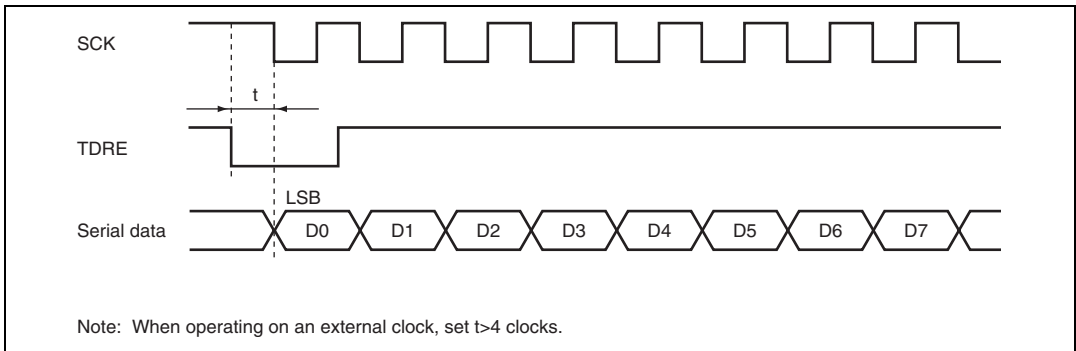 SCK
t
TDRE
LSB
Serial data D0 D1 D2 D3 D4 D5 D6 D7
Note: When operating on an external clock, set t>4 clocks.